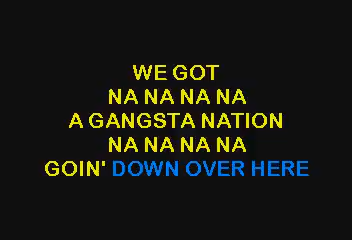 WE GOT
NA NA NA NA
A GANGSTA NATION
NA NA NA NA
GOIN' DOWN OVER HERE